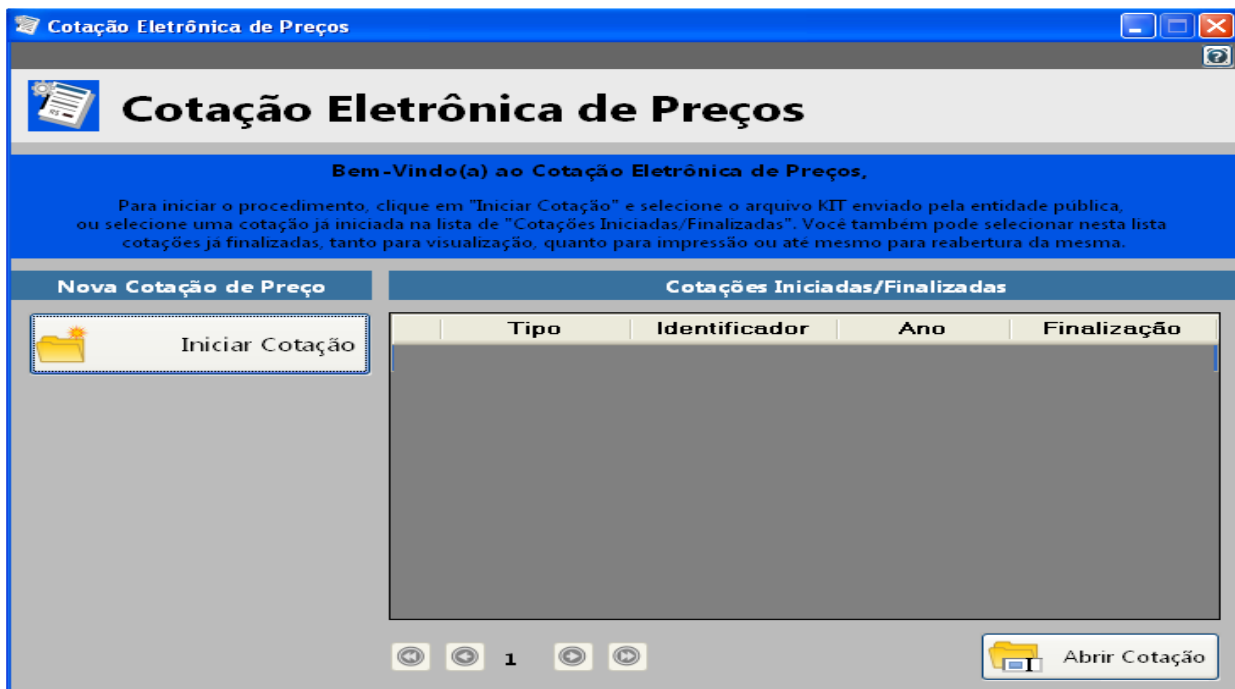 Cotação Eletrônica de Preços
Cotação Eletrônica de Preços
Bem-Vindo(a) ao Cotação Eletrônica de Preços,
Para iniciar o procedimento, clique em "Iniciar Cotação" e selecione o arquivo KIT enviado pela entidade pública,
ou selecione uma cotação já iniciada na lista de "Cotações Iniciadas/Finalizadas". Você também pode selecionar nesta lista
cotações já finalizadas, tanto para visualização, quanto para impressão ou até mesmo para reabertura da mesma.
Nova Cotação de Preço
Cotações Iniciadas/Finalizadas
Iniciar Cotação
Tipo Identificador Ano Finalização
1
Abrir Cotação